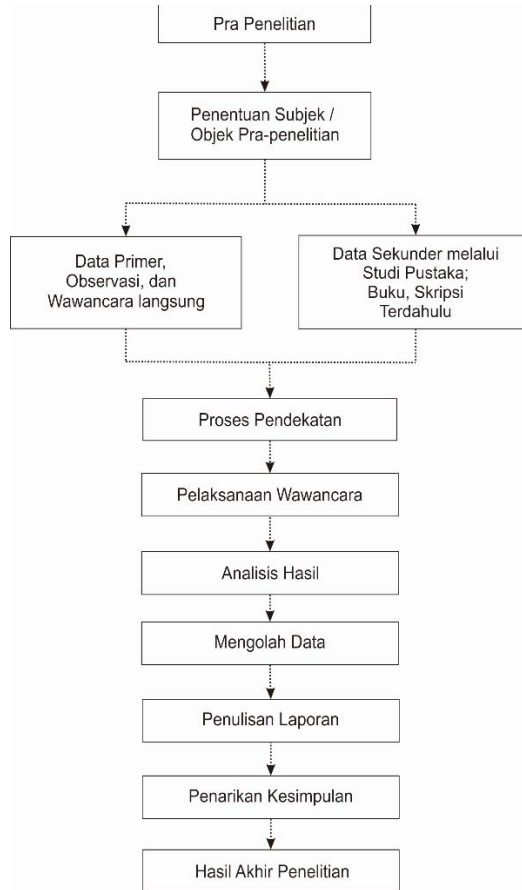 Pra Penelitian
Penentuan Subjek /
Objek Pra-penelitian
Data Primer,
Observasi, dan
Wawancara langsung
Data Sekunder melalui
Studi Pustaka;
Buku, Skripsi
Terdahulu
Proses Pendekatan
Pelaksanaan Wawancara
Analisis Hasil
Mengolah Data
Penulisan Laporan
Penarikan Kesimpulan
Hasil Akhir Penelitian